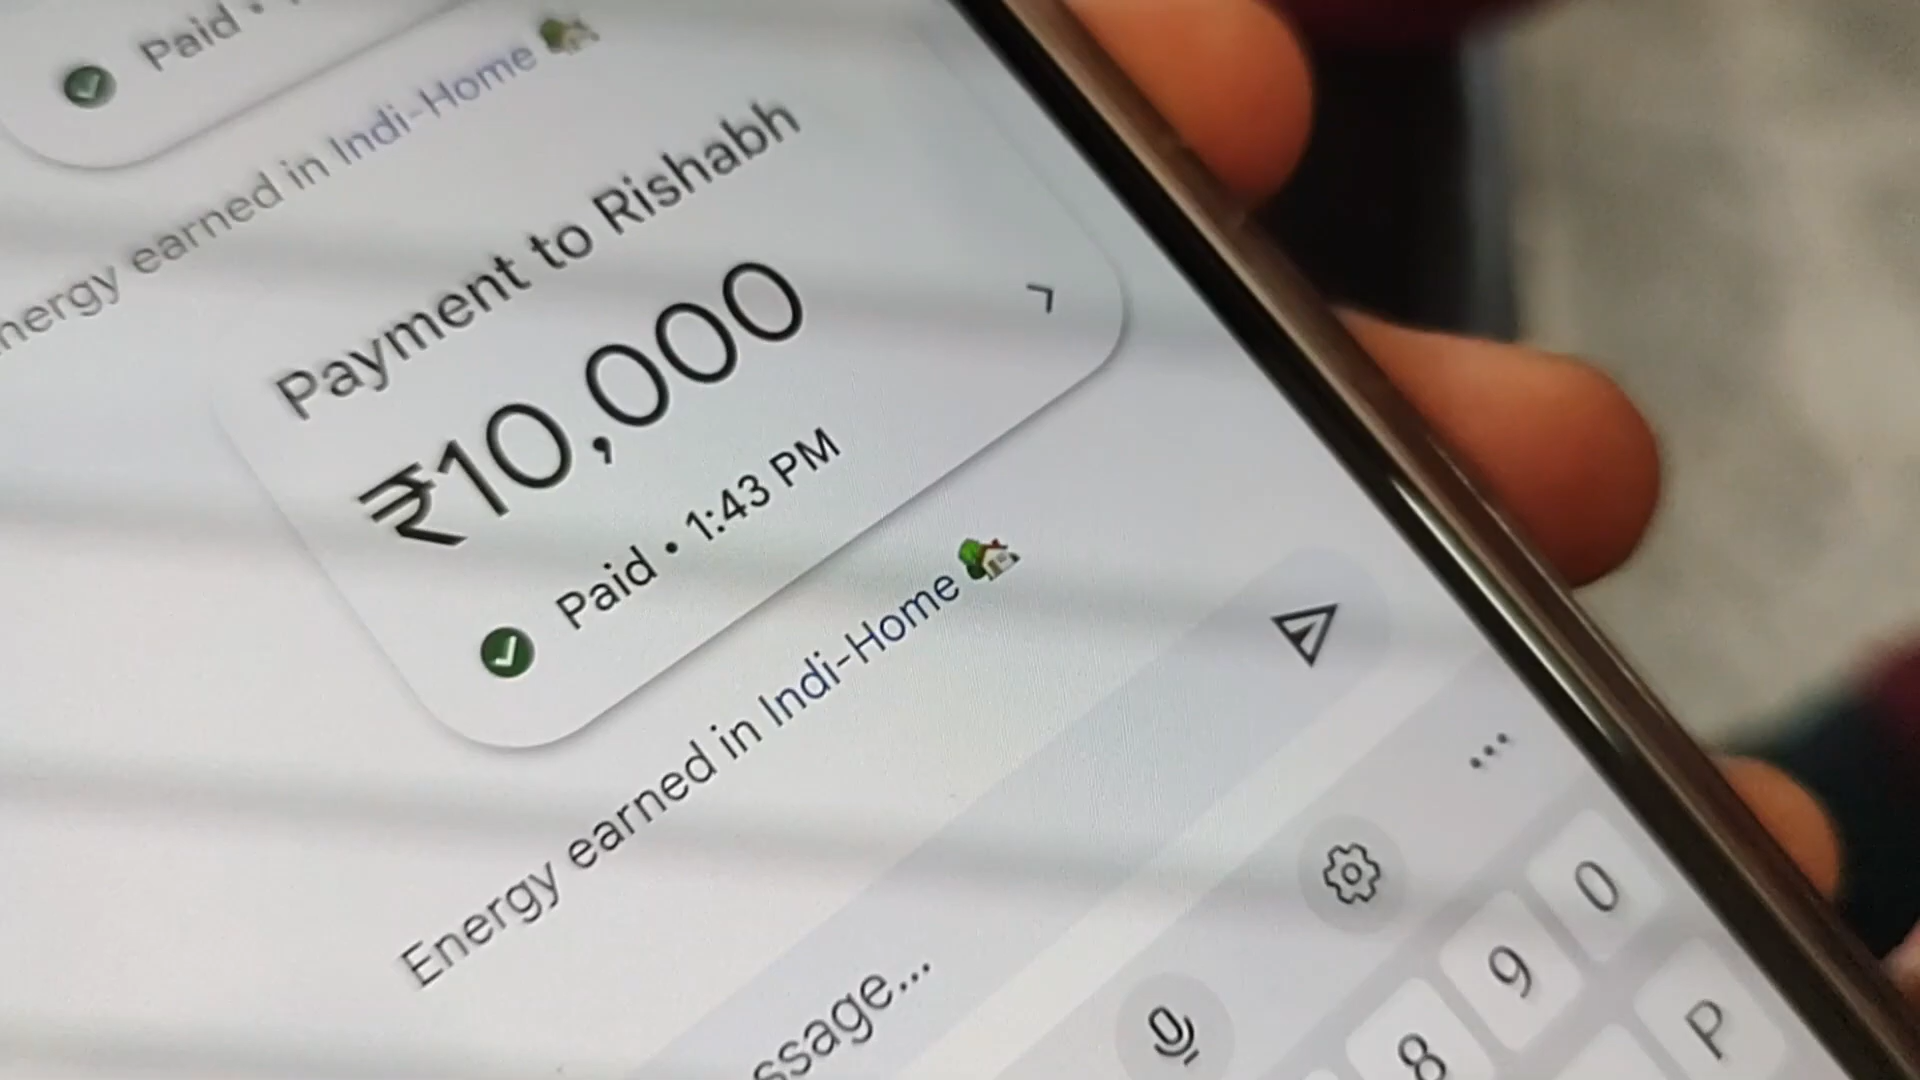 Paid •
Energy earned in Indi-Home 🏡
Payment to Rishabh
₹10,000
Paid • 1:43 PM
Energy earned in Indi-Home 🏡
8 9 0
P